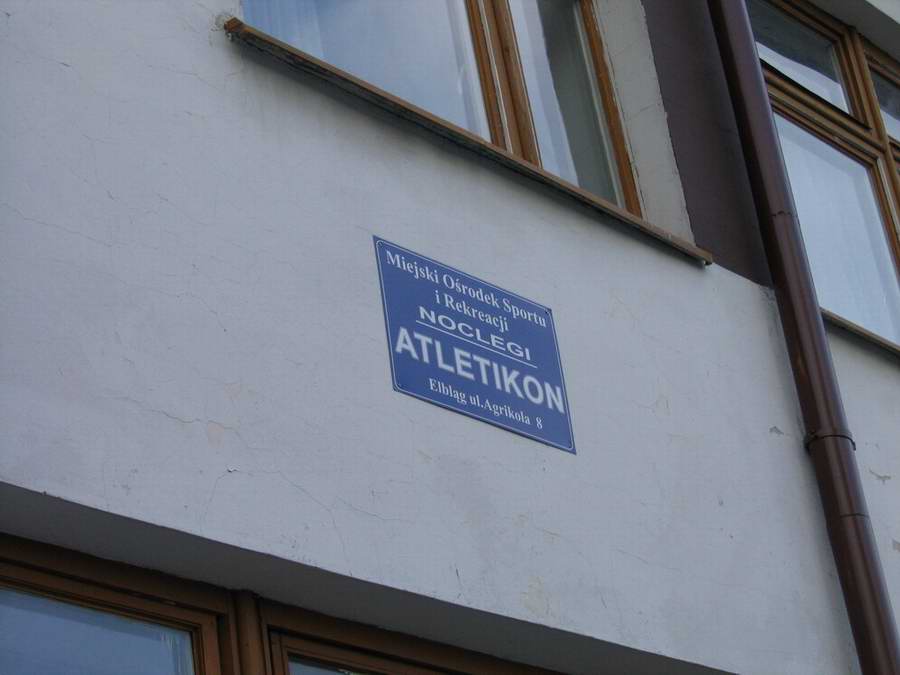 Miejski Ośrodek Sportu
i Rekreacji
NOCLEGI
ATLETIKON
Elbląg ul.Agrikola 8